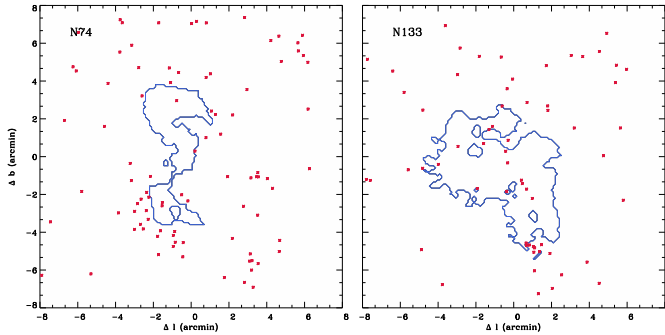 N74
N133
8
6
4
2
0
−2
−4
−6
−8
Δ b (arcmin)
−8 −6 −4 −2 0 2 4 6 8
−6 −4 −2 0 2 4 6 8
Δ l (arcmin)
Δ l (arcmin)